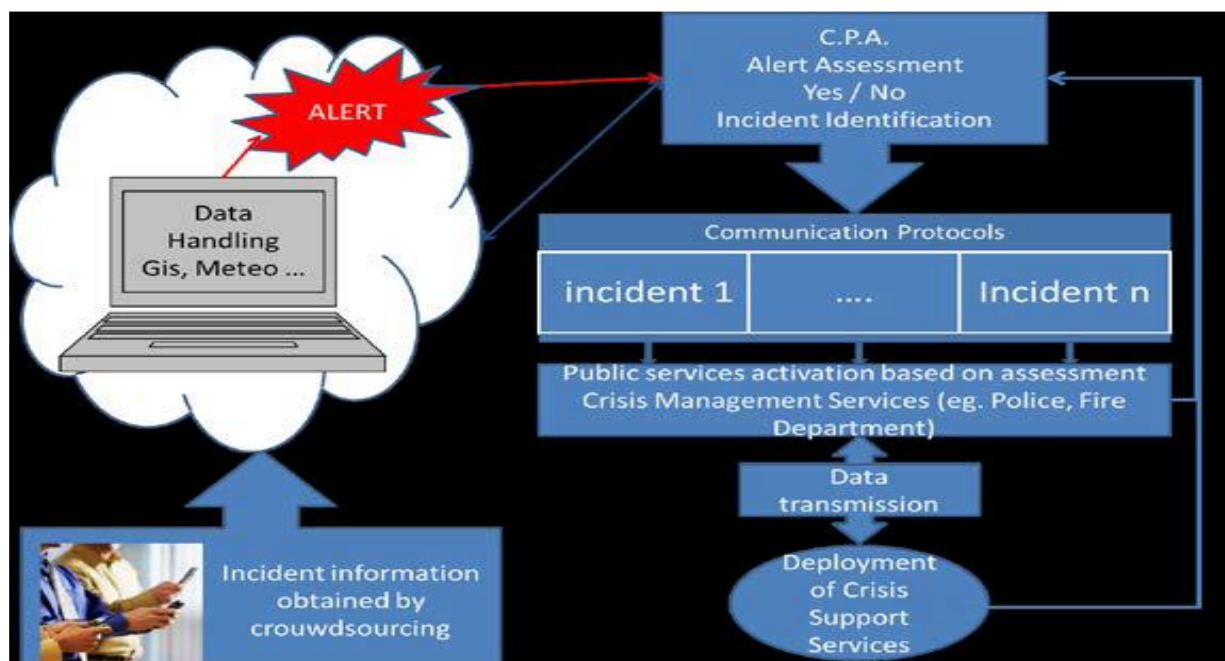 ALERT
Data
Handling
Gis, Meteo ...
Incident information
obtained by
crouwdsourcing
C.P.A.
Alert Assessment
Yes / No
Incident Identification
Communication Protocols
incident 1
....
Incident n
Public services activation based on assessment
Crisis Management Services (eg. Police, Fire
Department)
Data
transmission
Deployment
of Crisis
Support
Services